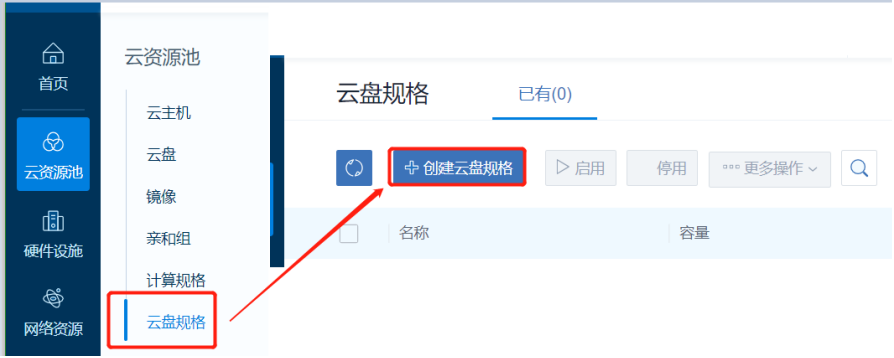 首页
云资源池
硬件设施
网络资源
云资源池
云主机
云盘
镜像
亲和组
计算规格
云盘规格
云盘规格 已有(0)
创建云盘规格 启用 停用 更多操作
名称 容量